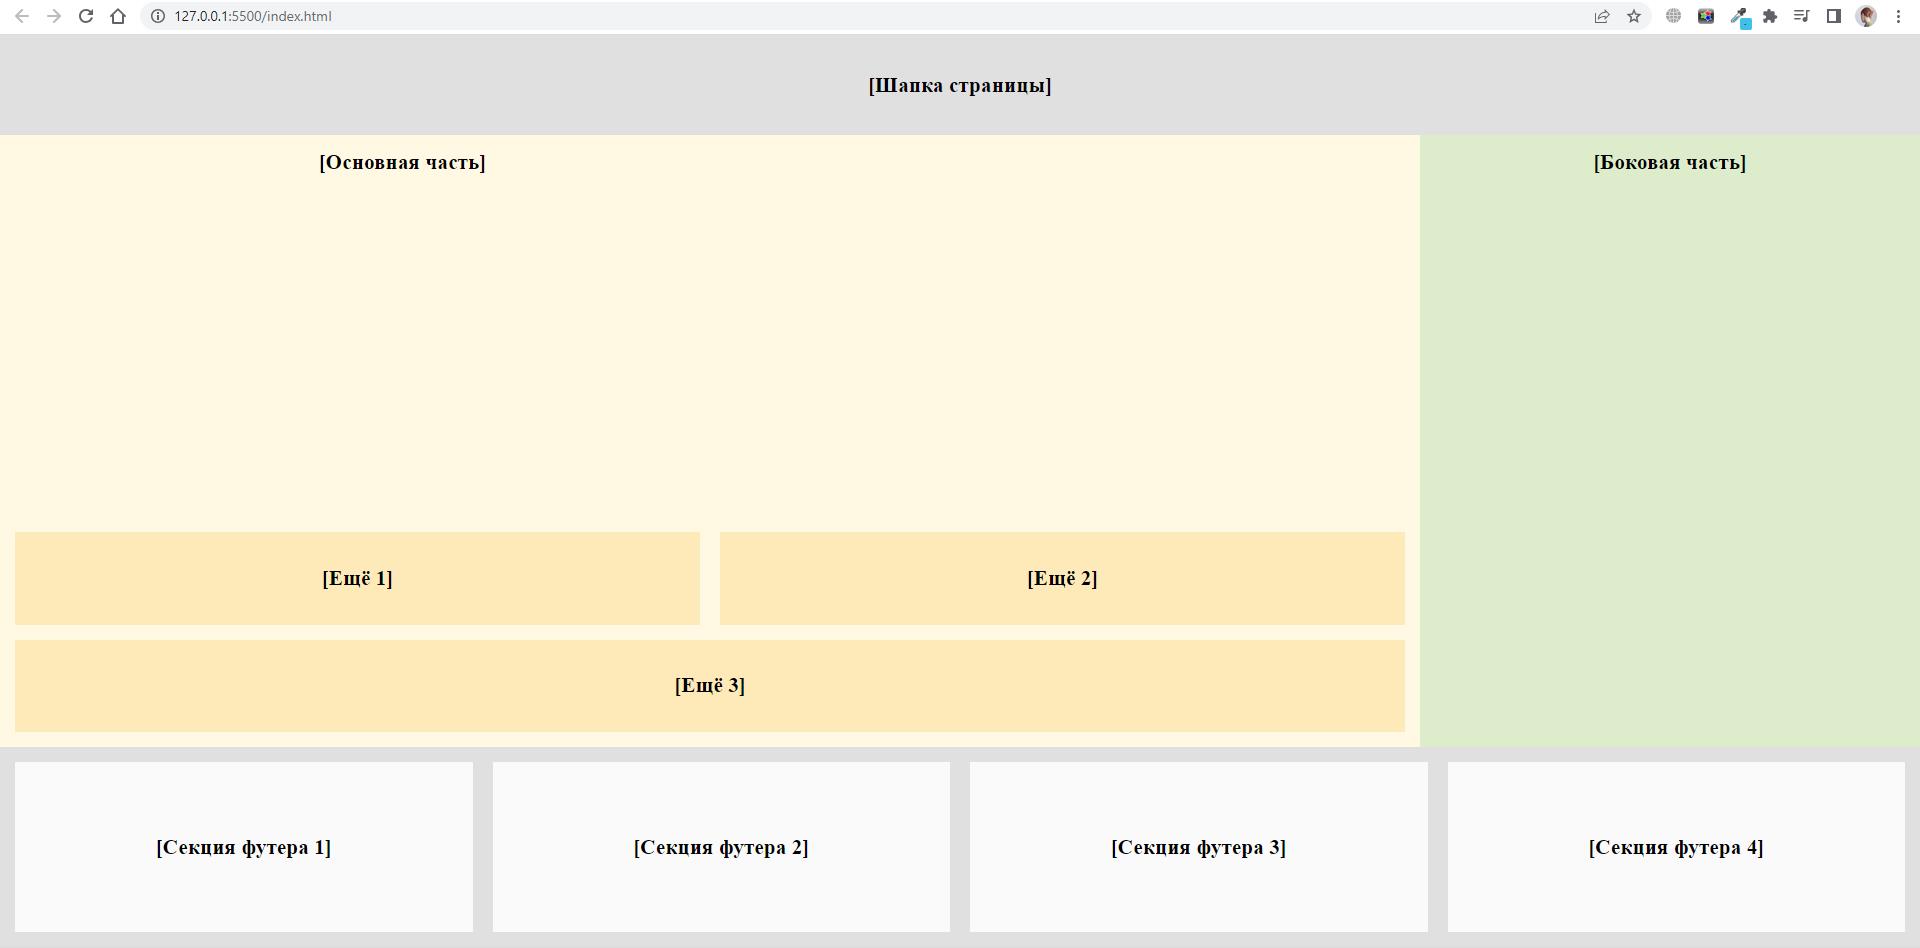 127.0.0.1:5500/index.html
[Шапка страницы]
[Основная часть]
[Боковая часть]
[Ещё 1]
[Ещё 2]
[Ещё 3]
[Секция футера 1]
[Секция футера 2]
[Секция футера 3]
[Секция футера 4]